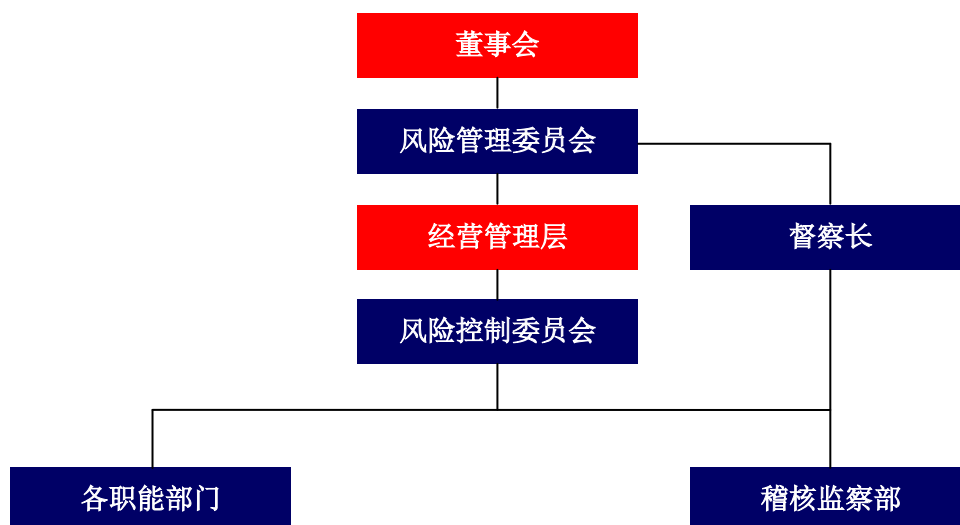 董事会
风险管理委员会
经营管理层
督察长
风险控制委员会
各职能部门
稽核监察部